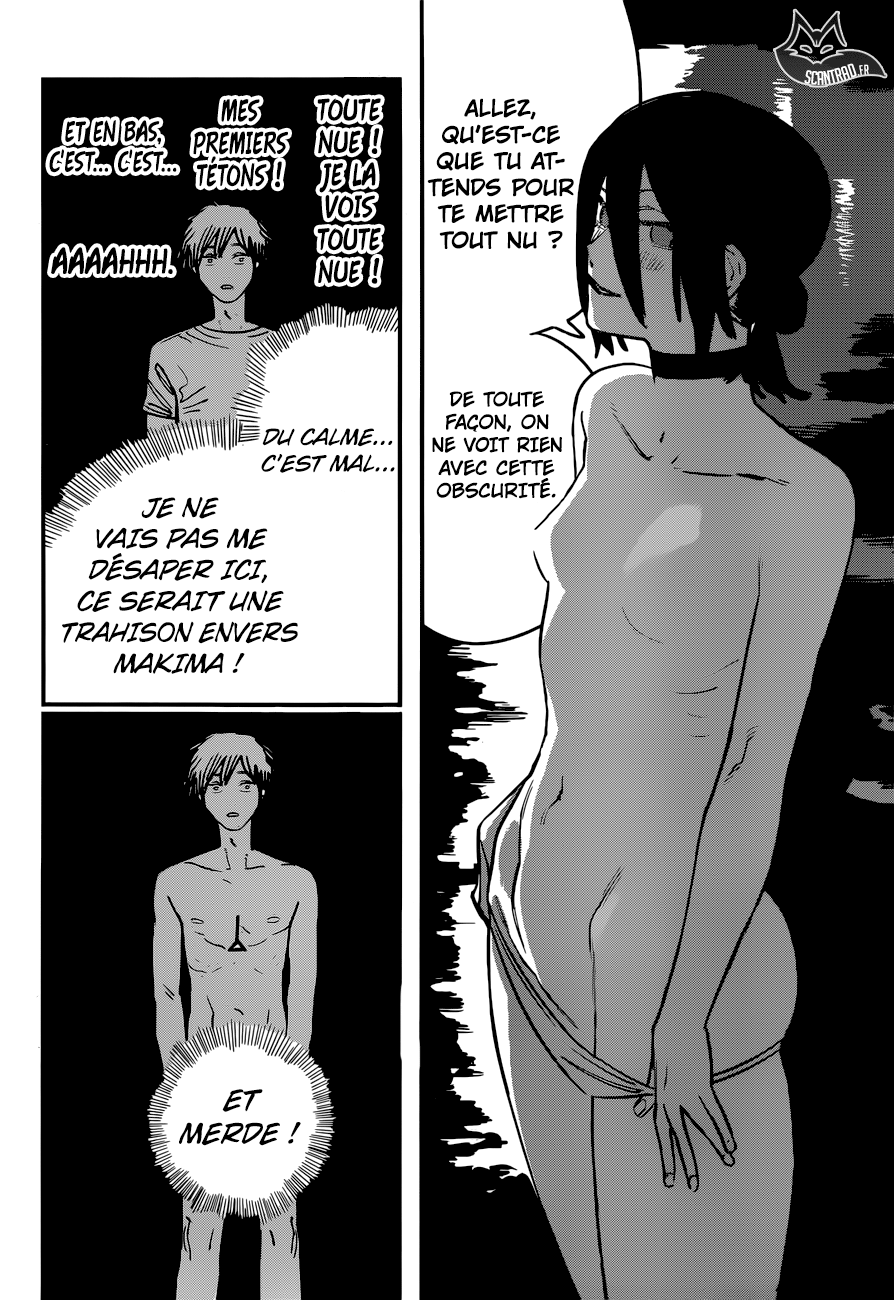 SCANTRAD.FR
ALLEZ,
QU'EST-CE
QUE TU AT-
TENDS POUR
TE METTRE
TOUT NU ?
DE TOUTE
FAÇON, ON
NE VOIT RIEN
AVEC CETTE
OBSCURITÉ.
TOUTE
NUE !
JE LA
VOIS
TOUTE
NUE !
MES
PREMIERS
TÉTONS !
ET EN BAS,
C'EST... C'EST...
AAAAHHH.
DU CALME...
C'EST MAL...
JE NE
VAIS PAS ME
DÉSAPER ICI,
CE SERAIT UNE
TRAHISON ENVERS
MAKIMA !
ET
MERDE !